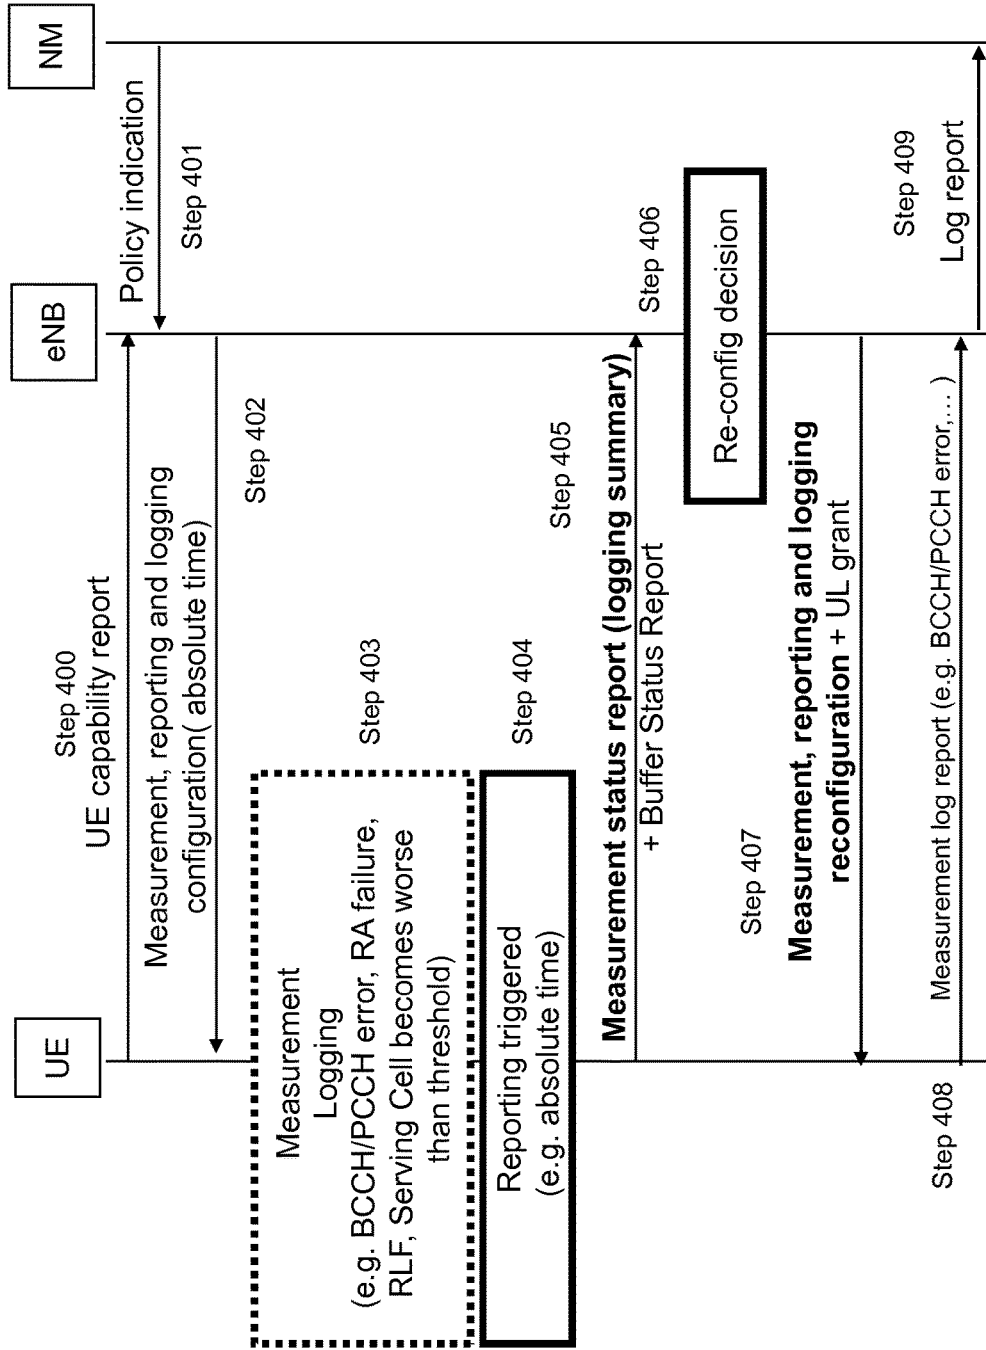 UE
eNB
NM
Step 400
UE capability report
Policy indication
Step 401
Measurement, reporting and logging
configuration( absolute time)
Step 402
Measurement
Logging
(e.g. BCCH/PCCH error, RA failure,
RLF, Serving Cell becomes worse
than threshold)
Step 403
Reporting triggered
(e.g. absolute time)
Step 404
Step 405
Measurement status report (logging summary)
+ Buffer Status Report
Step 406
Re-config decision
Step 407
Measurement, reporting and logging
reconfiguration + UL grant
Step 408
Measurement log report (e.g. BCCH/PCCH error,… )
Step 409
Log report